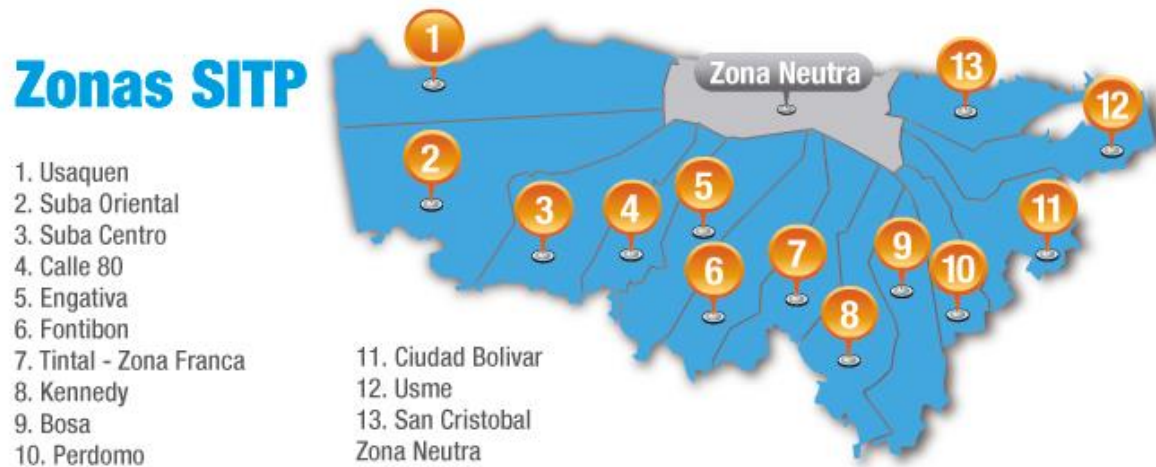 Zonas SITP
1. Usaquen
2. Suba Oriental
3. Suba Centro
4. Calle 80
5. Engativa
6. Fontibon
7. Tintal - Zona Franca
8. Kennedy
9. Bosa
10. Perdomo
11. Ciudad Bolivar
12. Usme
13. San Cristobal
Zona Neutra
1
2
3
4
5
6
7
8
9
10
11
12
13
Zona Neutra